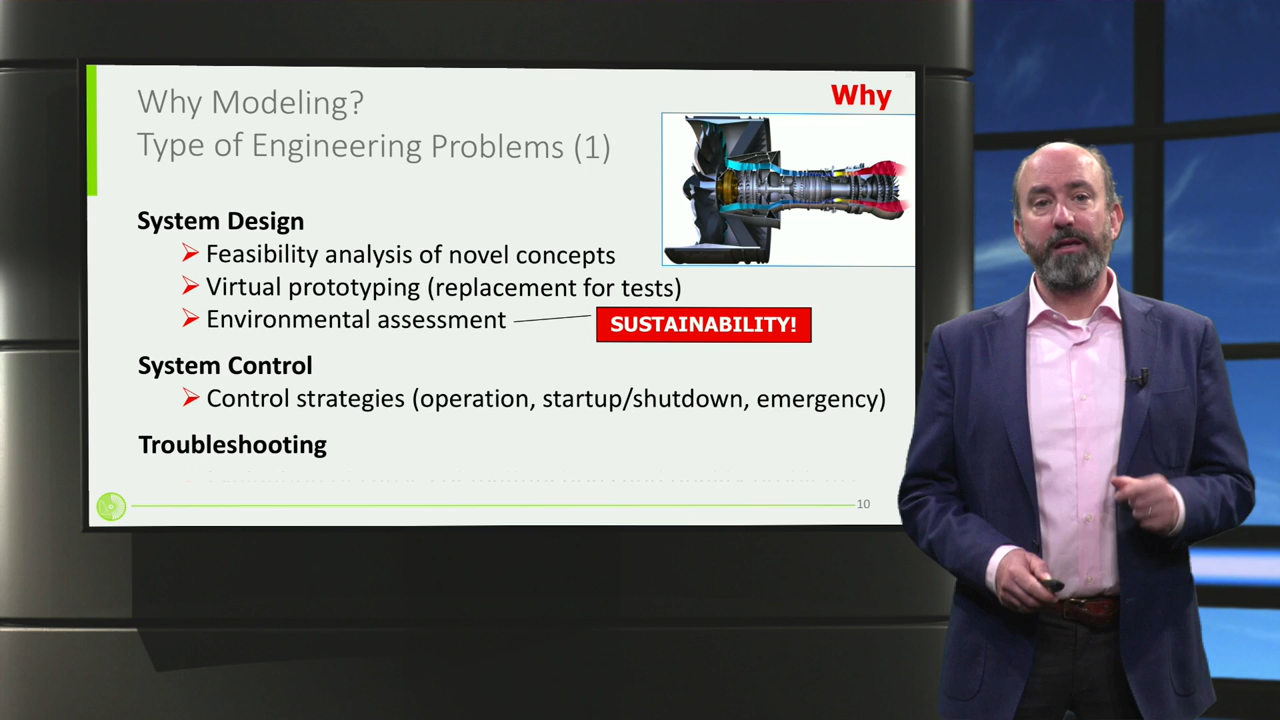 Why Modeling?
Type of Engineering Problems (1)
Why
System Design
Feasibility analysis of novel concepts
Virtual prototyping (replacement for tests)
Environmental assessment
SUSTAINABILITY!
System Control
Control strategies (operation, startup/shutdown, emergency)
Troubleshooting
10